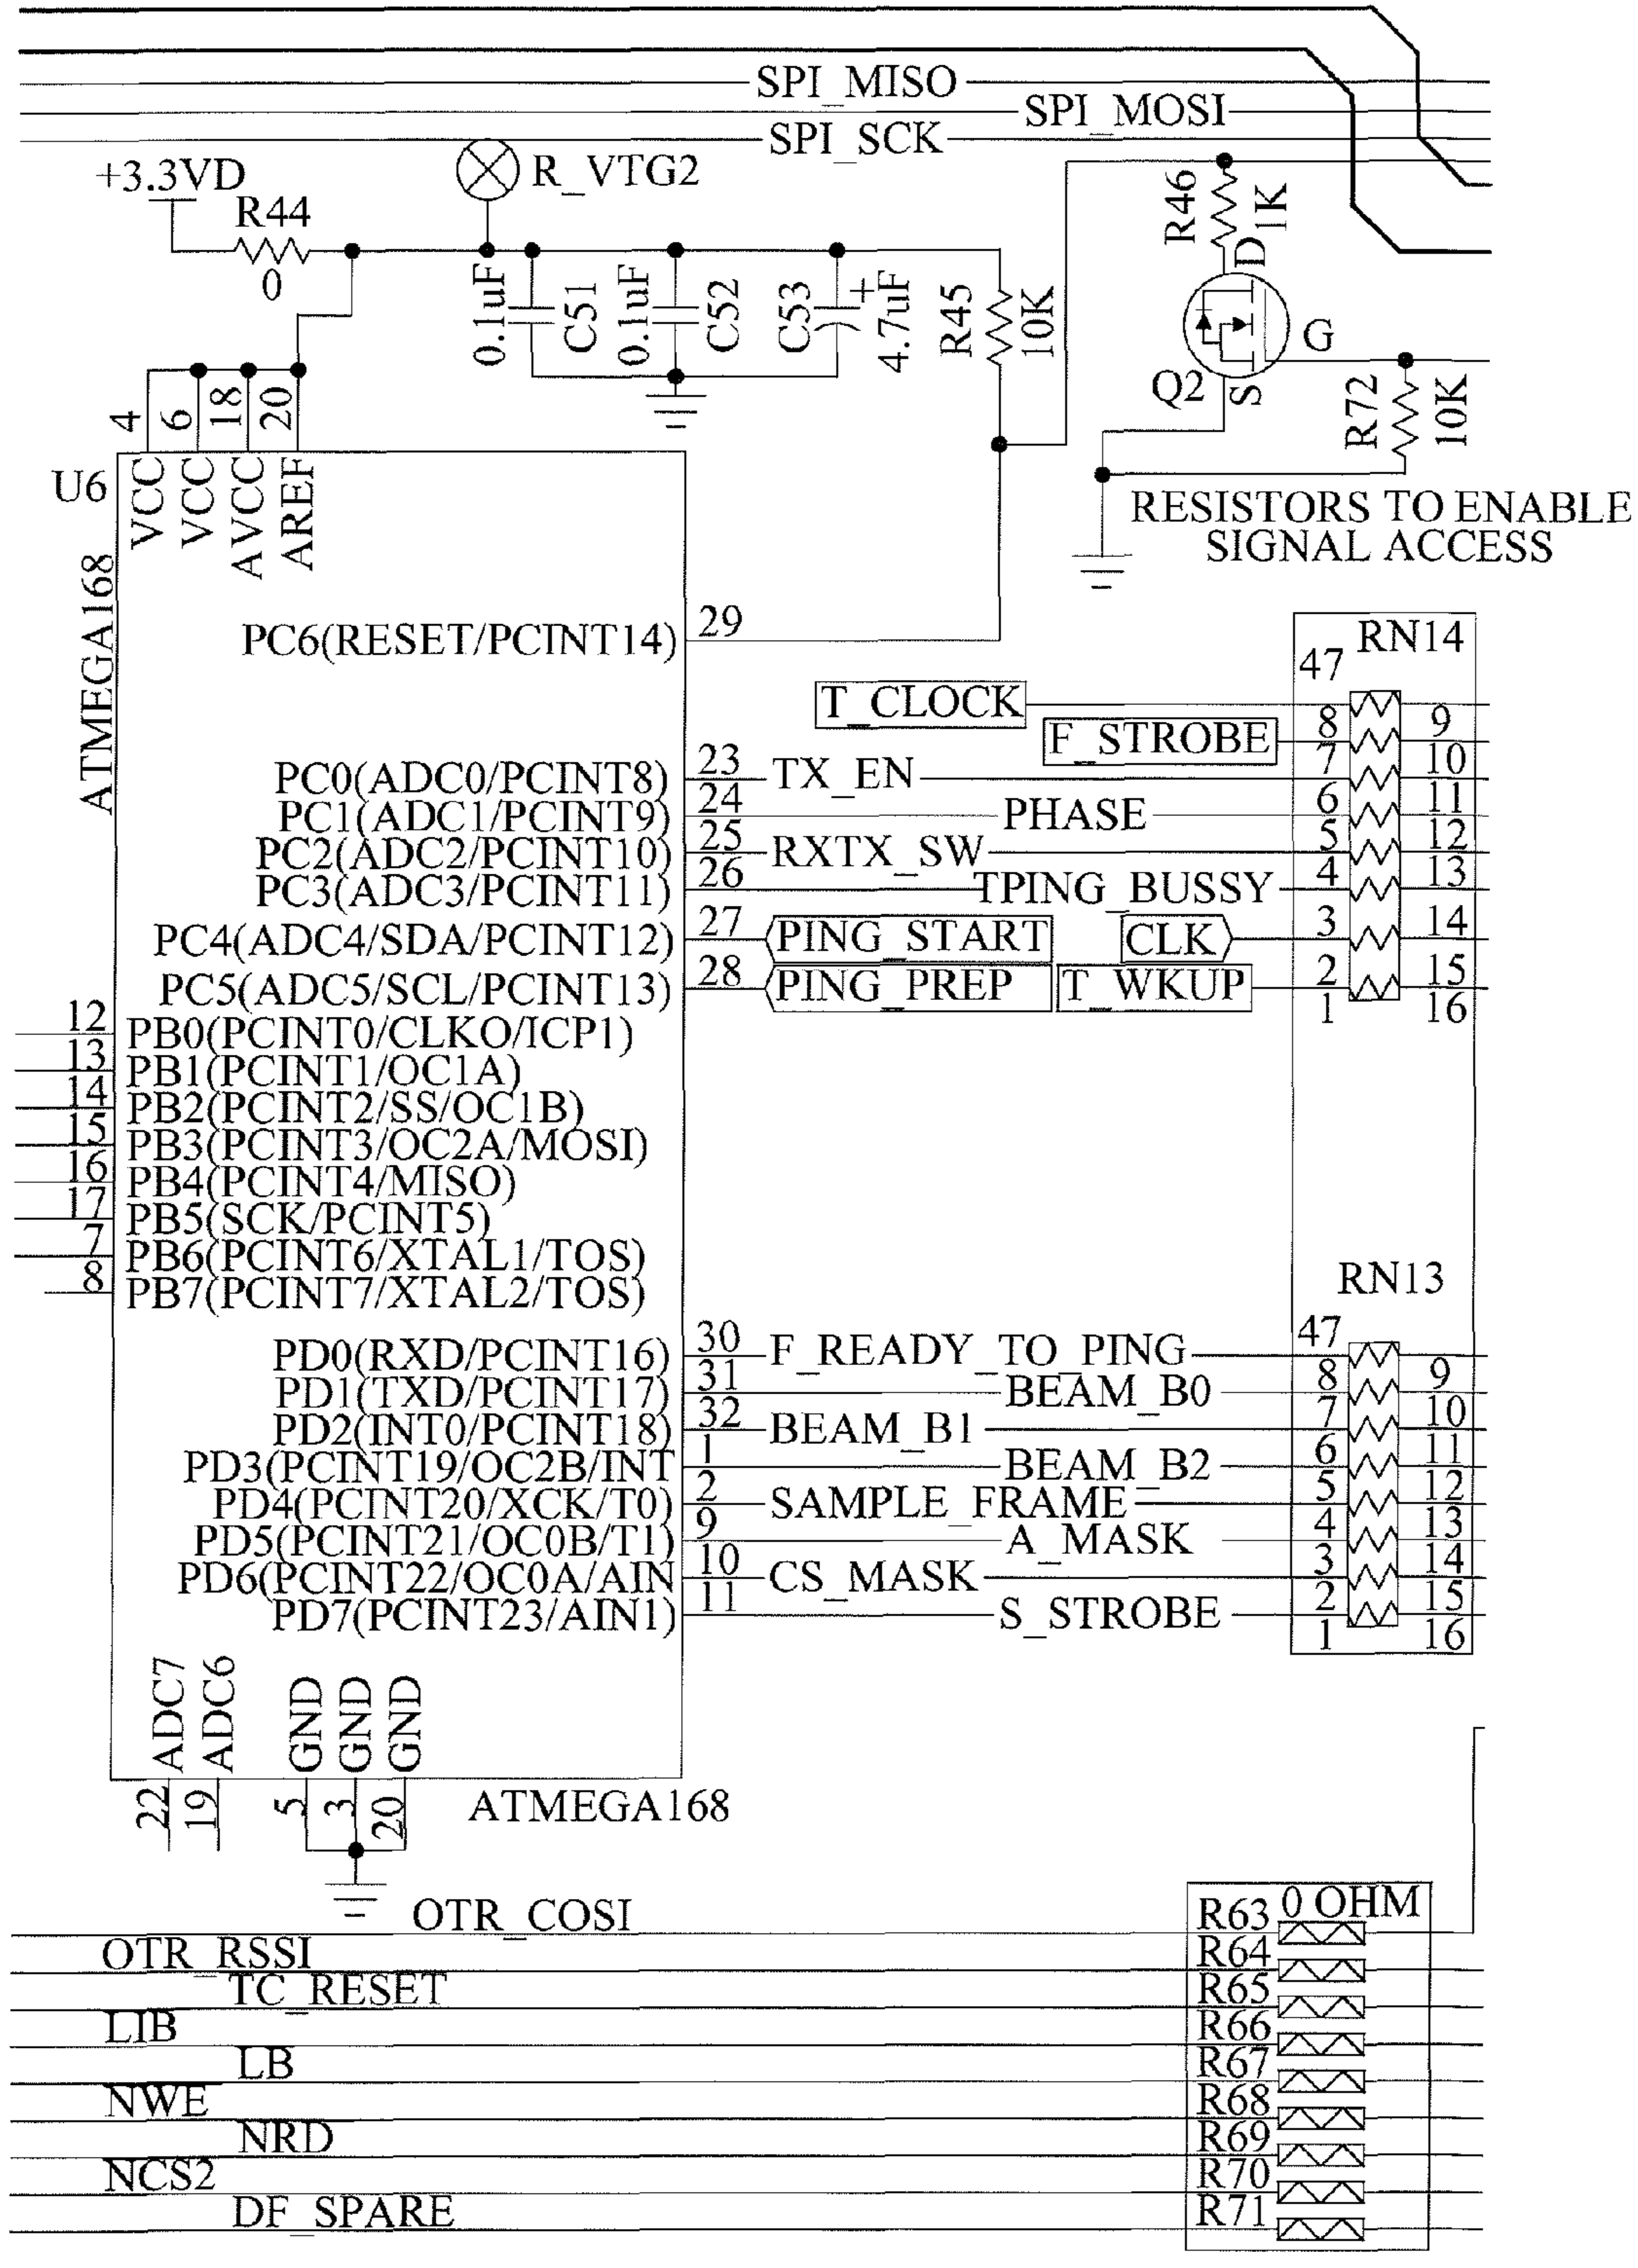 SPI_MISO
SPI_MOSI
SPI_SCK
+3.3VD
R_VTG2
R44
0
0.1uF
C51
0.1uF
C52
C53
+
4.7uF
R45
10K
R46
1K
D
G
Q2
S
R72
10K
RESISTORS TO ENABLE
SIGNAL ACCESS
4
6
18
20
U6
VCC
VCC
AVCC
AREF
ATMEGA168
PC6(RESET/PCINT14) 29
RN14
47
T_CLOCK 8 9
F_STROBE 7 10
PC0(ADC0/PCINT8) 23 TX_EN 6 11
PC1(ADC1/PCINT9) 24 PHASE 5 12
PC2(ADC2/PCINT10) 25 RXTX_SW 4 13
PC3(ADC3/PCINT11) 26 TPING_BUSSY 3 14
PC4(ADC4/SDA/PCINT12) 27 PING_START CLK 2 15
PC5(ADC5/SCL/PCINT13) 28 PING_PREP T_WKUP 1 16
12 PB0(PCINT0/CLKO/ICP1)
13 PB1(PCINT1/OC1A)
14 PB2(PCINT2/SS/OC1B)
15 PB3(PCINT3/OC2A/MOSI)
16 PB4(PCINT4/MISO)
17 PB5(SCK/PCINT5)
7 PB6(PCINT6/XTAL1/TOS)
8 PB7(PCINT7/XTAL2/TOS)
RN13
47
PD0(RXD/PCINT16) 30 F_READY_TO_PING 8 9
PD1(TXD/PCINT17) 31 BEAM_B0 7 10
PD2(INT0/PCINT18) 32 BEAM_B1 6 11
PD3(PCINT19/OC2B/INT 1 BEAM_B2 5 12
PD4(PCINT20/XCK/T0) 2 SAMPLE_FRAME 4 13
PD5(PCINT21/OC0B/T1) 9 A_MASK 3 14
PD6(PCINT22/OC0A/AIN 10 CS_MASK 2 15
PD7(PCINT23/AIN1) 11 S_STROBE 1 16
ADC7
ADC6
GND
GND
GND
22
19
5
3
20
ATMEGA168
0 OHM
OTR_COSI R63
OTR_RSSI R64
TC_RESET R65
LIB R66
LB R67
NWE R68
NRD R69
NCS2 R70
DF_SPARE R71